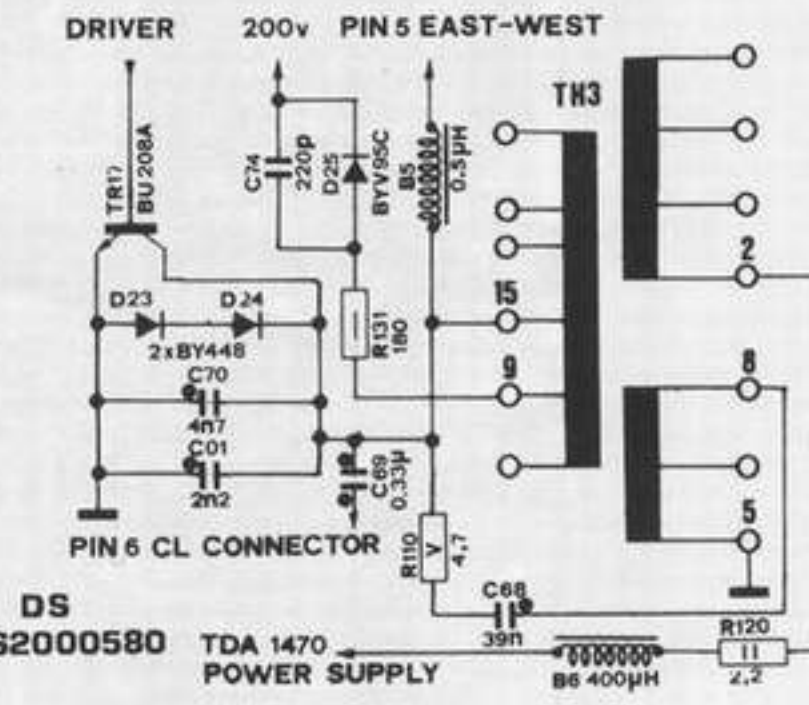 DRIVER
200v
PIN 5 EAST-WEST
TH3
TR17
BU 208A
C74
220p
D25
BYV95C
B5
0.5µH
2
15
D23
D24
2xBY448
R131
180
9
8
C70
4n7
C01
2n2
C69
0.33µ
5
PIN 6 CL CONNECTOR
R110
V
4,7
C68
39n
DS
62000580
TDA 1470
POWER SUPPLY
B6 400µH
R120
2,2